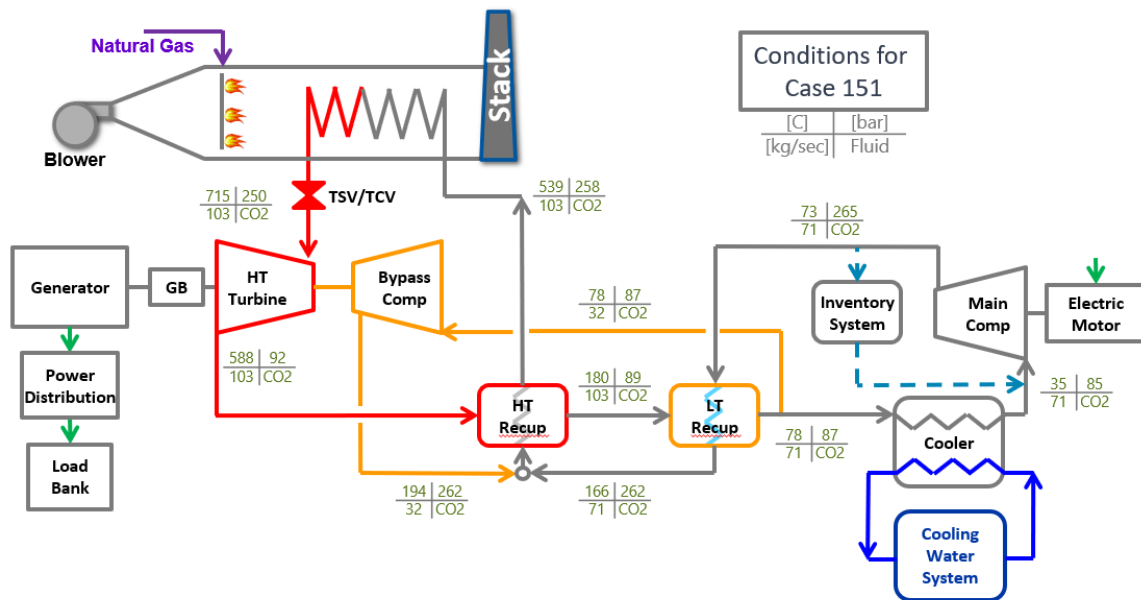 Natural Gas
Stack
Blower
Conditions for
Case 151
[C] [bar]
[kg/sec] Fluid
715 250
103 CO2
TSV/TCV
539 258
103 CO2
73 265
71 CO2
Generator
GB
HT
Turbine
Bypass
Comp
78 87
32 CO2
Inventory
System
Main
Comp
Electric
Motor
588 92
103 CO2
Power
Distribution
180 89
103 CO2
35 85
71 CO2
HT
Recup
LT
Recup
78 87
71 CO2
Cooler
Load
Bank
194 262
32 CO2
166 262
71 CO2
Cooling
Water
System